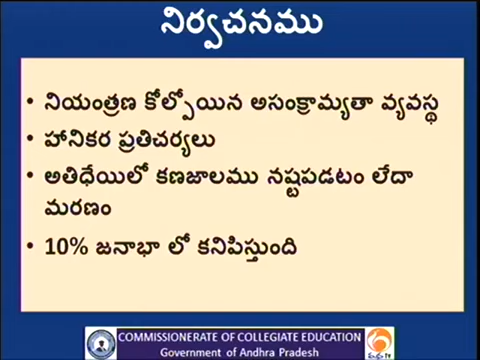 నిర్వచనము
• నియంత్రణ కోల్పోయిన అసంక్రామ్యతా వ్యవస్థ
• హానికర ప్రతిచర్యలు
• అతిధేయిలో కణజాలము నష్టపడటం లేదా
మరణం
• 10% జనాభా లో కనిపిస్తుంది
COMMISSIONERATE OF COLLEGIATE EDUCATION
Government of Andhra Pradesh